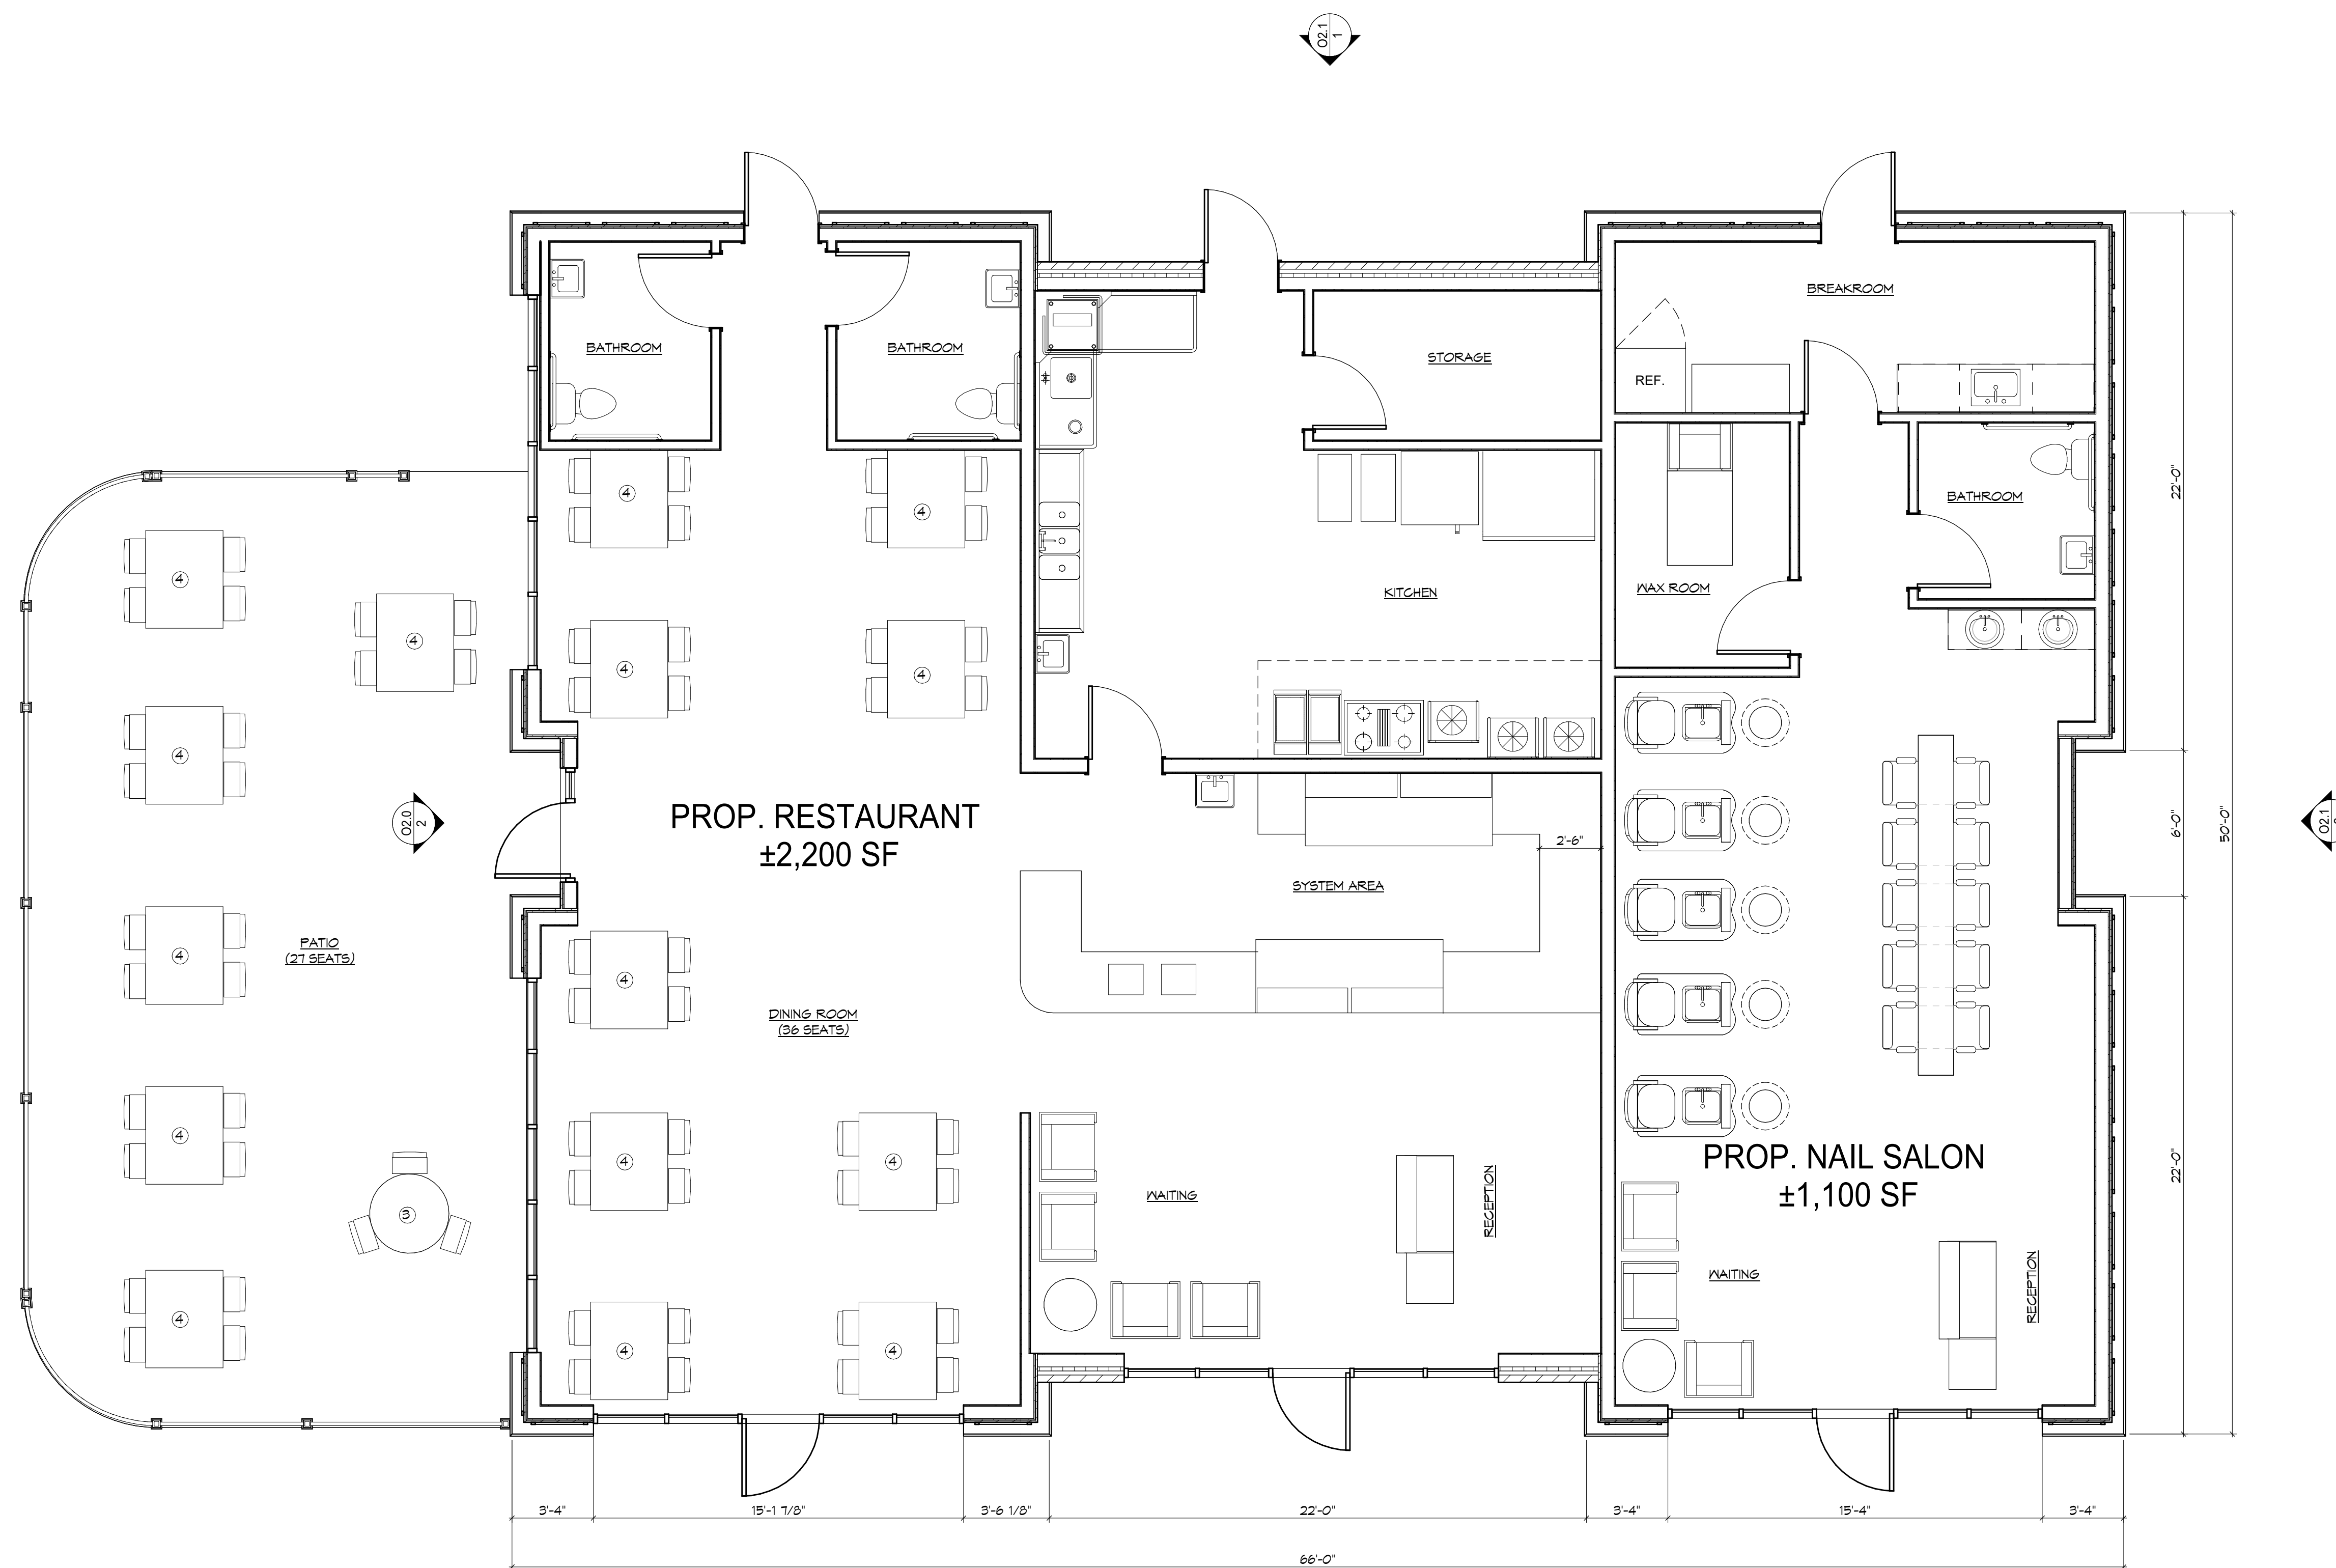 O2.1
1
BATHROOM
BATHROOM
STORAGE
BREAKROOM
REF.
4
4
BATHROOM
22'-0"
4
4
4
4
4
KITCHEN
WAX ROOM
4
PROP. RESTAURANT
±2,200 SF
O2.0
2
2'-6"
6'-0"
50'-0"
O2.1
SYSTEM AREA
4
4
PATIO
(27 SEATS)
DINING ROOM
(36 SEATS)
4
4
4
PROP. NAIL SALON
±1,100 SF
22'-0"
3
WAITING
RECEPTION
WAITING
RECEPTION
4
4
4
3'-4"
15'-1 7/8"
3'-6 1/8"
22'-0"
3'-4"
15'-4"
3'-4"
66'-0"